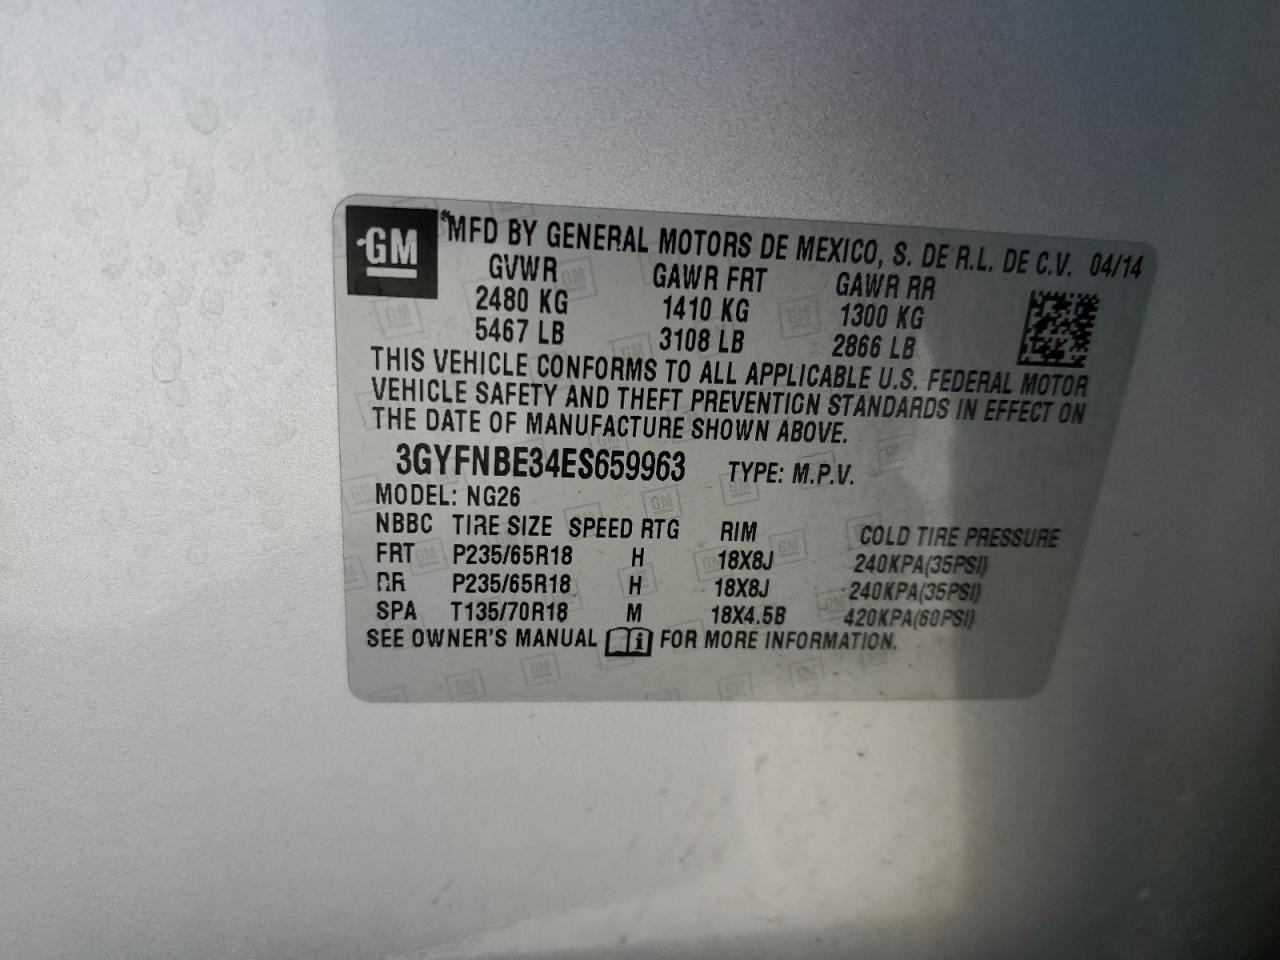 GM MFD BY GENERAL MOTORS DE MEXICO, S. DE R.L. DE C.V. 04/14
GVWR GAWR FRT GAWR RR
2480 KG 1410 KG 1300 KG
5467 LB 3108 LB 2866 LB
THIS VEHICLE CONFORMS TO ALL APPLICABLE U.S. FEDERAL MOTOR
VEHICLE SAFETY AND THEFT PREVENTION STANDARDS IN EFFECT ON
THE DATE OF MANUFACTURE SHOWN ABOVE.
3GYFNBE34ES659963 TYPE: M.P.V.
MODEL: NG26
NBBC TIRE SIZE SPEED RTG RIM COLD TIRE PRESSURE
FRT P235/65R18 H 18X8J 240KPA(35PSI)
RR P235/65R18 H 18X8J 240KPA(35PSI)
SPA T135/70R18 M 18X4.5B 420KPA(60PSI)
SEE OWNER'S MANUAL i FOR MORE INFORMATION.